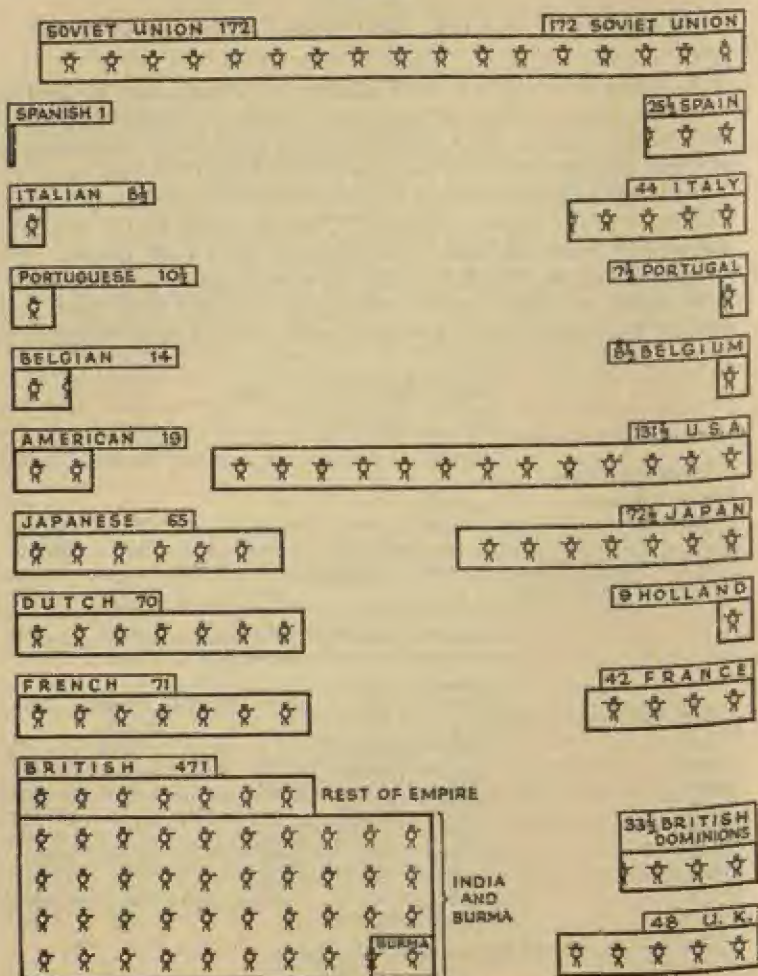 SOVIET UNION 172
172 SOVIET UNION
SPANISH 1
25½ SPAIN
ITALIAN 8½
44 ITALY
PORTUGUESE 10½
7½ PORTUGAL
BELGIAN 14
8½ BELGIUM
AMERICAN 19
131½ U.S.A.
JAPANESE 65
72½ JAPAN
DUTCH 70
9 HOLLAND
FRENCH 71
42 FRANCE
BRITISH 471
REST OF EMPIRE
33½ BRITISH
DOMINIONS
INDIA
AND
BURMA
BURMA
48 U.K.